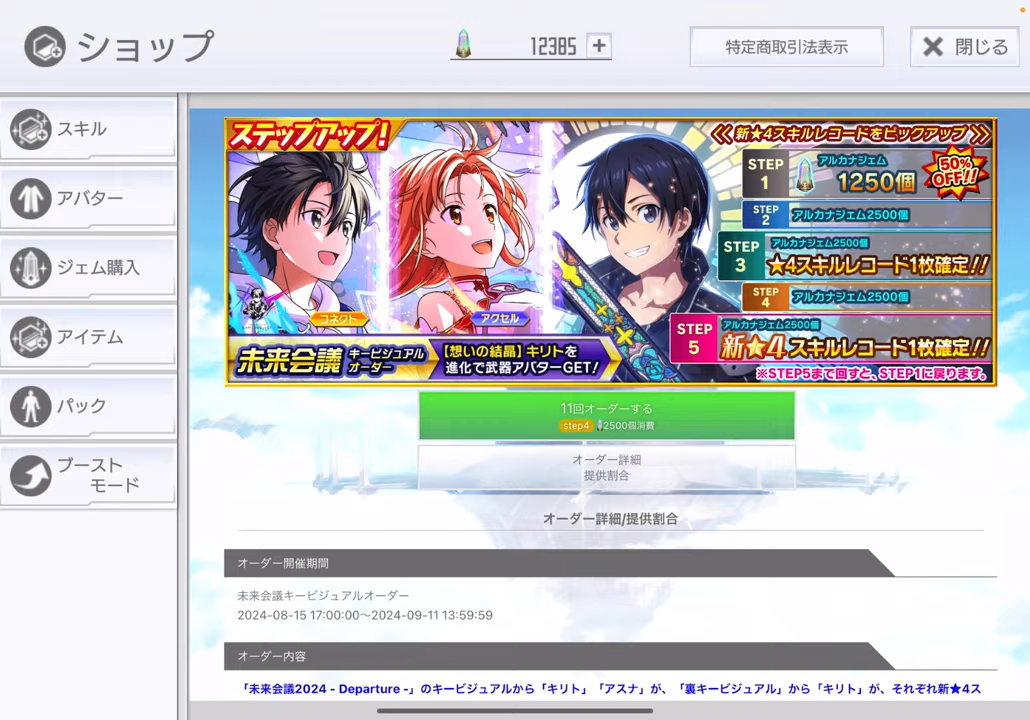 ショップ
12385
特定商取引法表示
閉じる
スキル
アバター
ジェム購入
アイテム
パック
ブースト
モード
ステップアップ!
≪新★4スキルレコードをピックアップ≫
STEP
1
アルカナジェム
1250個
50%
OFF!!
STEP
2
アルカナジェム2500個
STEP
3
アルカナジェム2500個
★4スキルレコード1枚確定!!
STEP
4
アルカナジェム2500個
STEP
5
アルカナジェム2500個
新★4スキルレコード1枚確定!!
※STEP5まで回すと、STEP1に戻ります。
コネクト
アクセル
未来会議
キービジュアル
オーダー
【想いの結晶】キリトを
進化で武器アバターGET!
11回オーダーする
step4 2500個消費
オーダー詳細
提供割合
オーダー詳細/提供割合
オーダー開催期間
未来会議キービジュアルオーダー
2024-08-15 17:00:00～2024-09-11 13:59:59
オーダー内容
「未来会議2024 - Departure -」のキービジュアルから「キリト」「アスナ」が、「裏キービジュアル」から「キリト」が、それぞれ新★4ス